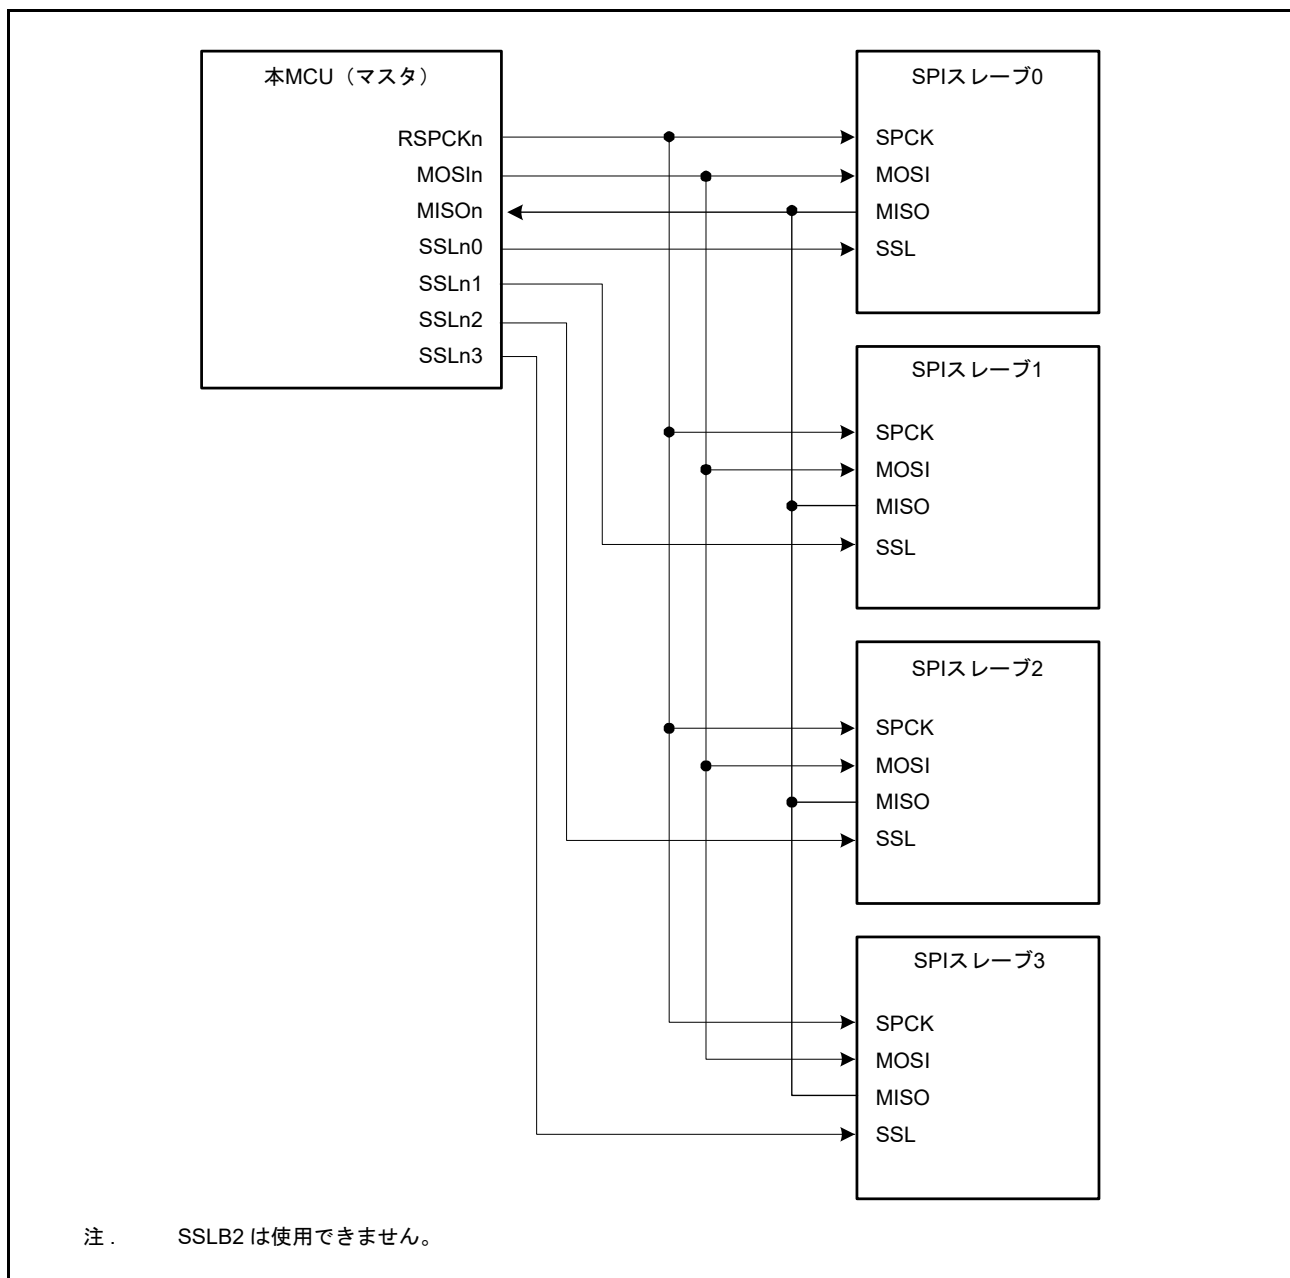 本MCU（マスタ）
RSPCKn
MOSIn
MISOn
SSLn0
SSLn1
SSLn2
SSLn3
SPIスレーブ0
SPCK
MOSI
MISO
SSL
SPIスレーブ1
SPCK
MOSI
MISO
SSL
SPIスレーブ2
SPCK
MOSI
MISO
SSL
SPIスレーブ3
SPCK
MOSI
MISO
SSL
注 . SSLB2 は使用できません。